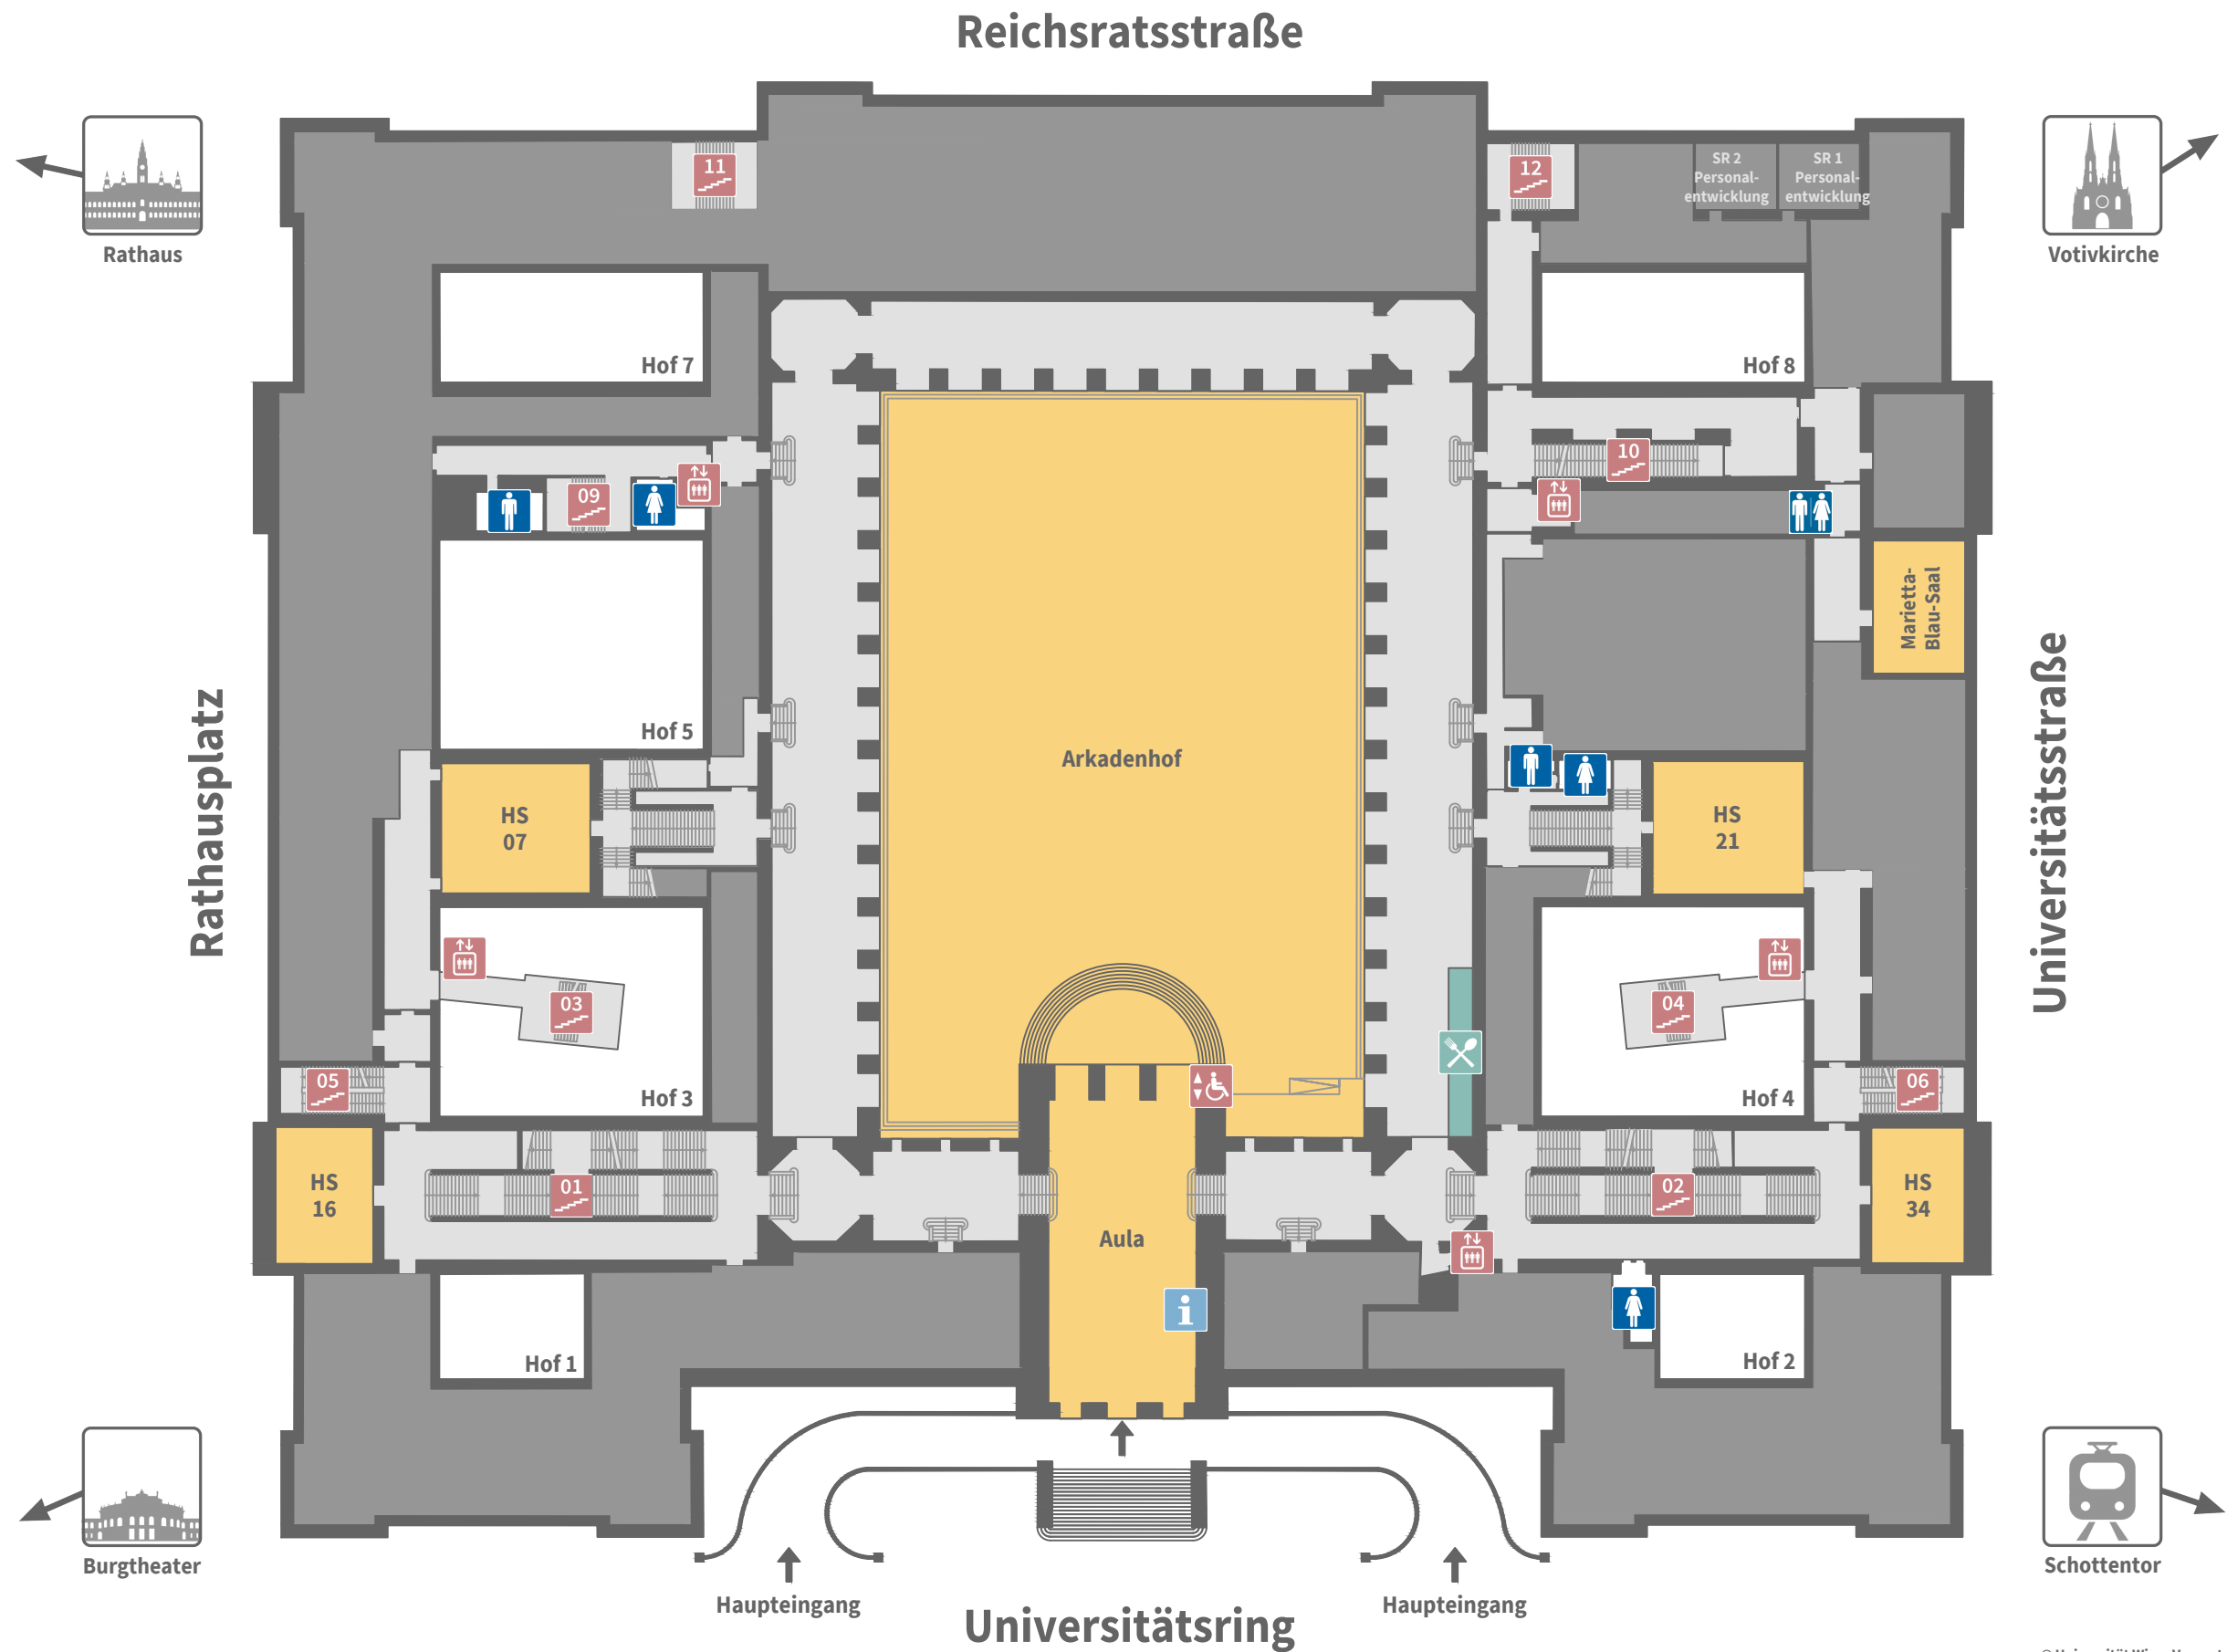 Reichsratsstraße
Rathaus
11
12
SR 2
Personal-
entwicklung
SR 1
Personal-
entwicklung
Votivkirche
Hof 7
Hof 8
09
10
Marietta-
Blau-Saal
Hof 5
Arkadenhof
Rathausplatz
Universitätsstraße
HS
07
HS
21
03
04
05
Hof 3
Hof 4
06
HS
16
01
Aula
02
HS
34
i
Hof 1
Hof 2
Burgtheater
Schottentor
Haupteingang
Haupteingang
Universitätsring